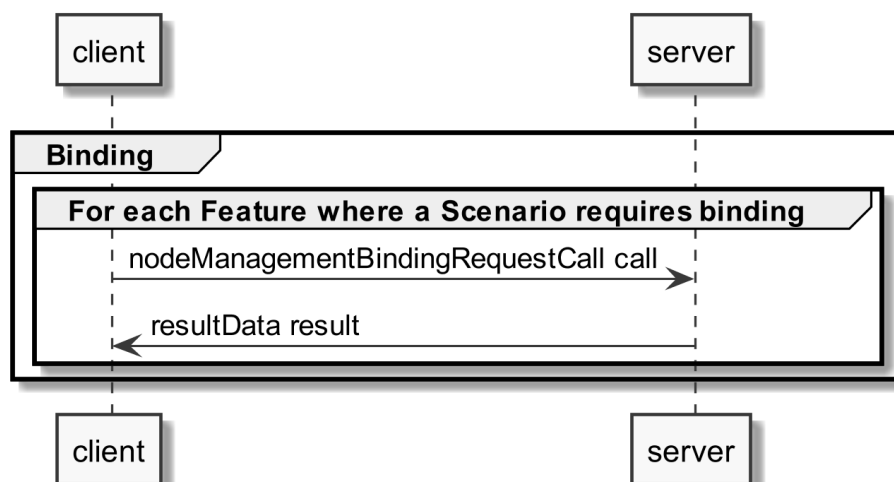 client server
Binding
For each Feature where a Scenario requires binding
nodeManagementBindingRequestCall call
resultData result
client server